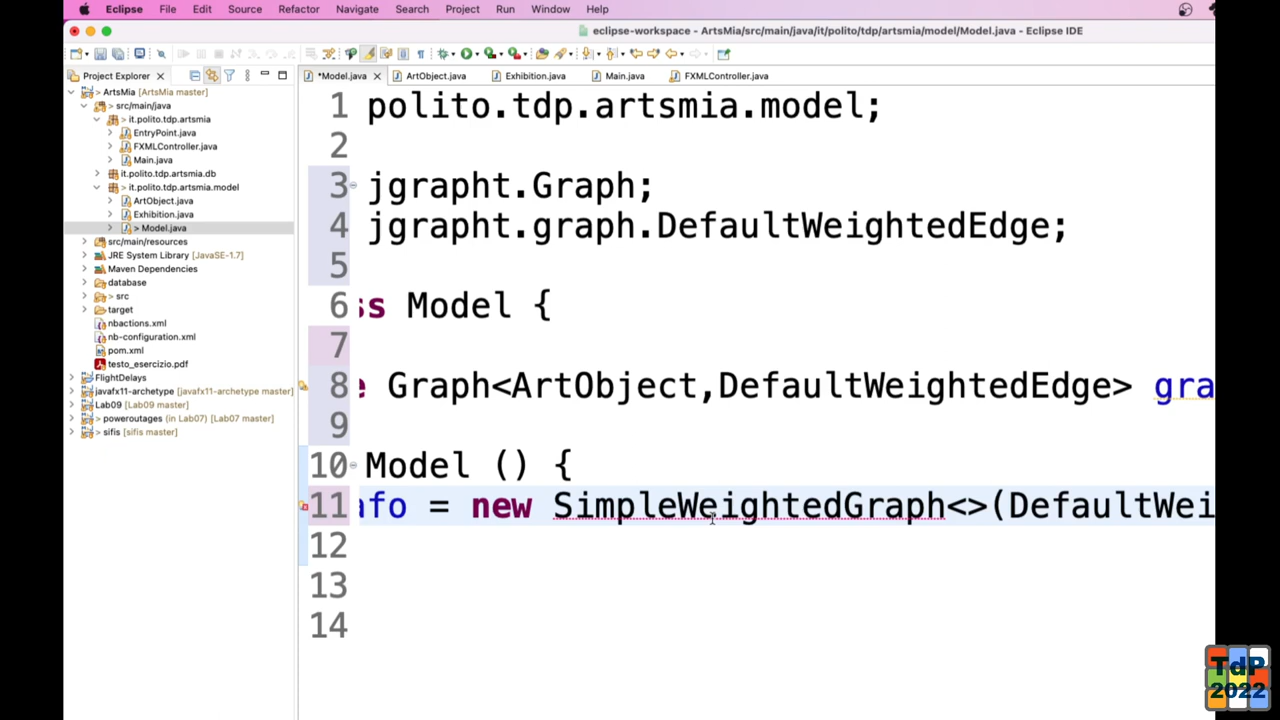 Eclipse File Edit Source Refactor Navigate Search Project Run Window Help
eclipse-workspace - ArtsMia/src/main/java/it/polito/tdp/artsmia/model/Model.java - Eclipse IDE
Project Explorer
*Model.java ArtObject.java Exhibition.java Main.java FXMLController.java
ArtsMia [ArtsMia master]
src/main/java
it.polito.tdp.artsmia
EntryPoint.java
FXMLController.java
Main.java
it.polito.tdp.artsmia.db
> it.polito.tdp.artsmia.model
ArtObject.java
Exhibition.java
> Model.java
src/main/resources
JRE System Library [JavaSE-1.7]
Maven Dependencies
database
> src
target
nbactions.xml
nb-configuration.xml
pom.xml
testo_esercizio.pdf
FlightDelays
javafx11-archetype [javafx11-archetype master]
Lab09 [Lab09 master]
> poweroutages (in Lab07) [Lab07 master]
sifis [sifis master]
1 polito.tdp.artsmia.model;
2
3 jgrapht.Graph;
4 jgrapht.graph.DefaultWeightedEdge;
5
6 ss Model {
7
8 e Graph<ArtObject,DefaultWeightedEdge> gra
9
10 Model () {
11 afo = new SimpleWeightedGraph<>(DefaultWei
12
13
14
TdP
2022